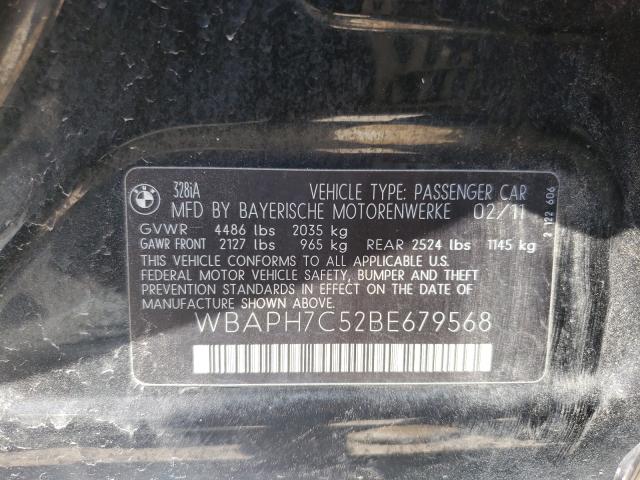 BMW
328iA VEHICLE TYPE: PASSENGER CAR
MFD BY BAYERISCHE MOTORENWERKE 02/11
GVWR 4486 lbs 2035 kg
GAWR FRONT 2127 lbs 965 kg REAR 2524 lbs 1145 kg
THIS VEHICLE CONFORMS TO ALL APPLICABLE U.S.
FEDERAL MOTOR VEHICLE SAFETY, BUMPER AND THEFT
PREVENTION STANDARDS IN EFFECT ON THE DATE OF
MANUFACTURE SHOWN ABOVE.
WBAPH7C52BE679568